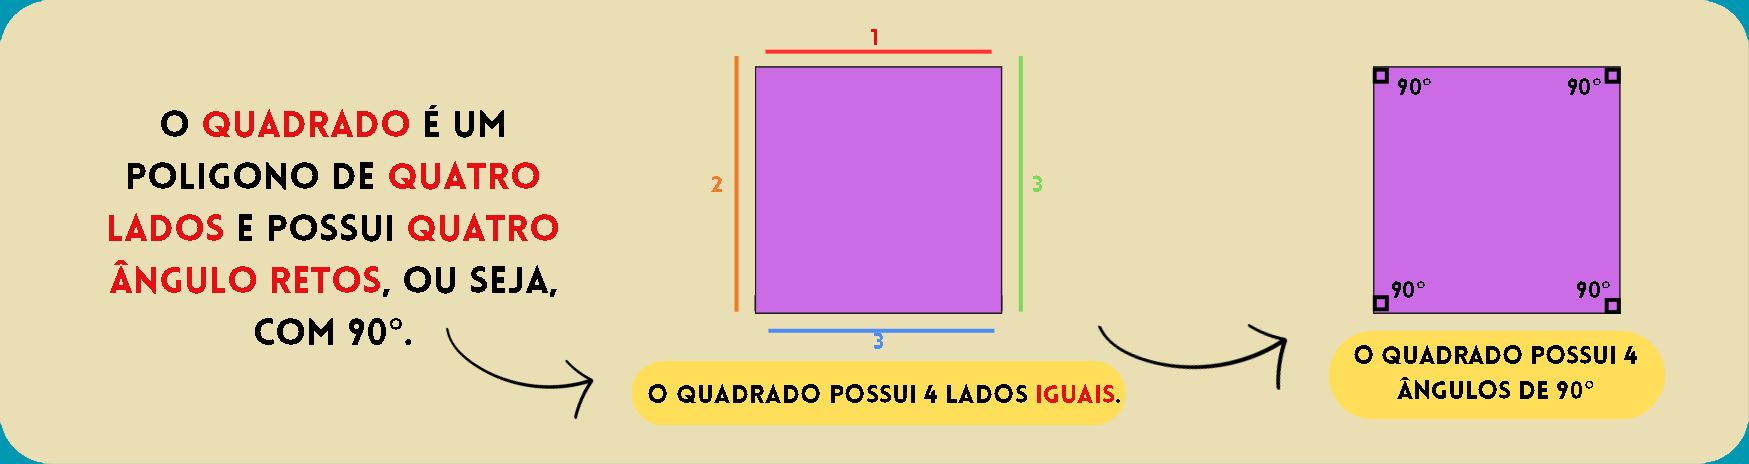 O QUADRADO É UM
POLIGONO DE QUATRO
LADOS E POSSUI QUATRO
ÂNGULO RETOS, OU SEJA,
COM 90°.
1
2
3
3
O QUADRADO POSSUI 4 LADOS IGUAIS.
90°
90°
90°
90°
O QUADRADO POSSUI 4
ÂNGULOS DE 90°